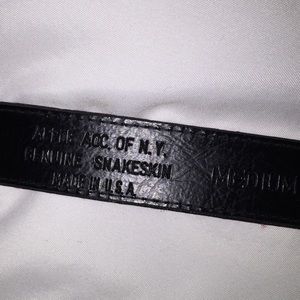 ACC. OF N.Y.
GENUINE SNAKESKIN
MADE IN U.S.A.
MEDIUM